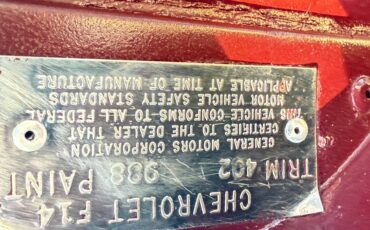 CHEVROLET F14
TRIM 402 988 PAINT
GENERAL MOTORS CORPORATION
CERTIFIES TO THE DEALER THAT
THIS VEHICLE CONFORMS TO ALL FEDERAL
MOTOR VEHICLE SAFETY STANDARDS
APPLICABLE AT TIME OF MANUFACTURE